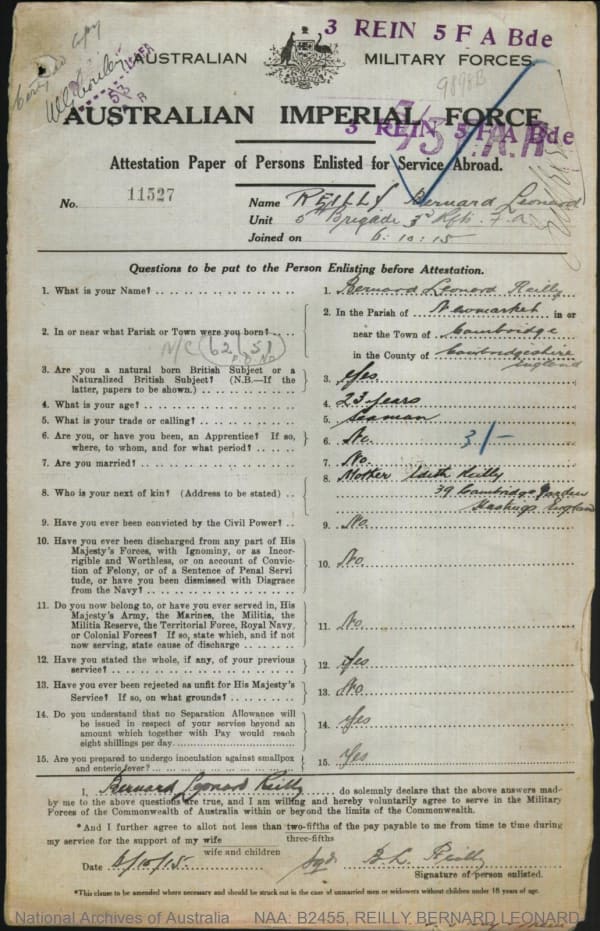 3 REIN 5 F A Bde
AUSTRALIAN MILITARY FORCES
9898B
AUSTRALIAN IMPERIAL FORCE
3 REIN 5 F A Bde
Attestation Paper of Persons Enlisted for Service Abroad.
No. 11527 Name REILLY Bernard Leonard
Unit 5th Brigade 3rd Rfts F.A.
Joined on 6.10.15
Questions to be put to the Person Enlisting before Attestation.
1. What is your Name? 1. Bernard Leonard Reilly
2. In or near what Parish or Town were you born? 2. In the Parish of Newmarket in or
near the Town of Cambridge
N/C 62/51 in the County of Cambridgeshire
England
3. Are you a natural born British Subject or a
Naturalized British Subject? (N.B.—If the
latter, papers to be shown.) 3. Yes
4. What is your age? 4. 23 years
5. What is your trade or calling? 5. Seaman
6. Are you, or have you been, an Apprentice? If so,
where, to whom, and for what period? 6. No. 3/-
7. Are you married? 7. No.
8. Who is your next of kin? (Address to be stated) 8. Mother Edith Reilly
39 Cambridge Gardens
Hastings England
9. Have you ever been convicted by the Civil Power? 9. No.
10. Have you ever been discharged from any part of His
Majesty's Forces, with Ignominy, or as Incor-
rigible and Worthless, or on account of Convic-
tion of Felony, or of a Sentence of Penal Servi
tude, or have you been dismissed with Disgrace
from the Navy? 10. No.
11. Do you now belong to, or have you ever served in, His
Majesty's Army, the Marines, the Militia, the
Militia Reserve, the Territorial Force, Royal Navy,
or Colonial Forces? If so, state which, and if not
now serving, state cause of discharge 11. No
12. Have you stated the whole, if any, of your previous
service? 12. Yes
13. Have you ever been rejected as unfit for His Majesty's
Service? If so, on what grounds? 13. No
14. Do you understand that no Separation Allowance will
be issued in respect of your service beyond an
amount which together with Pay would reach
eight shillings per day 14. Yes
15. Are you prepared to undergo inoculation against smallpox
and enteric fever? 15. Yes
I, Bernard Leonard Reilly do solemnly declare that the above answers made
by me to the above questions are true, and I am willing and hereby voluntarily agree to serve in the Military
Forces of the Commonwealth of Australia within or beyond the limits of the Commonwealth.
*And I further agree to allot not less than two-fifths of the pay payable to me from time to time during
three-fifths
my service for the support of my wife
wife and children
Date 6/10/15. Sgd B. L. Reilly
Signature of person enlisted.
*This clause to be amended where necessary and should be struck out in the case of unmarried men or widowers without children under 18 years of age.
National Archives of Australia NAA: B2455, REILLY BERNARD LEONARD